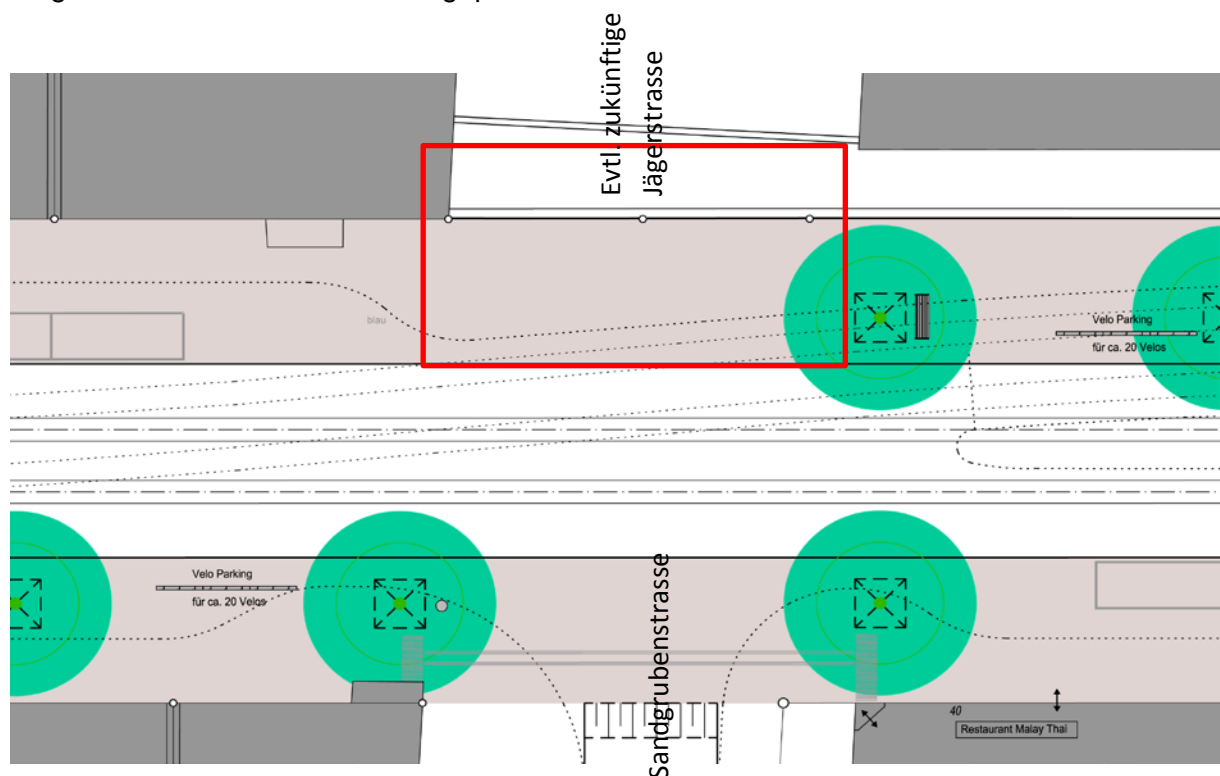 Evtl. zukünftige
Jägerstrasse
blau
Velo Parking
für ca. 20 Velos
Velo Parking
für ca. 20 Velos
Sandgrubenstrasse
40
Restaurant Malay Thai